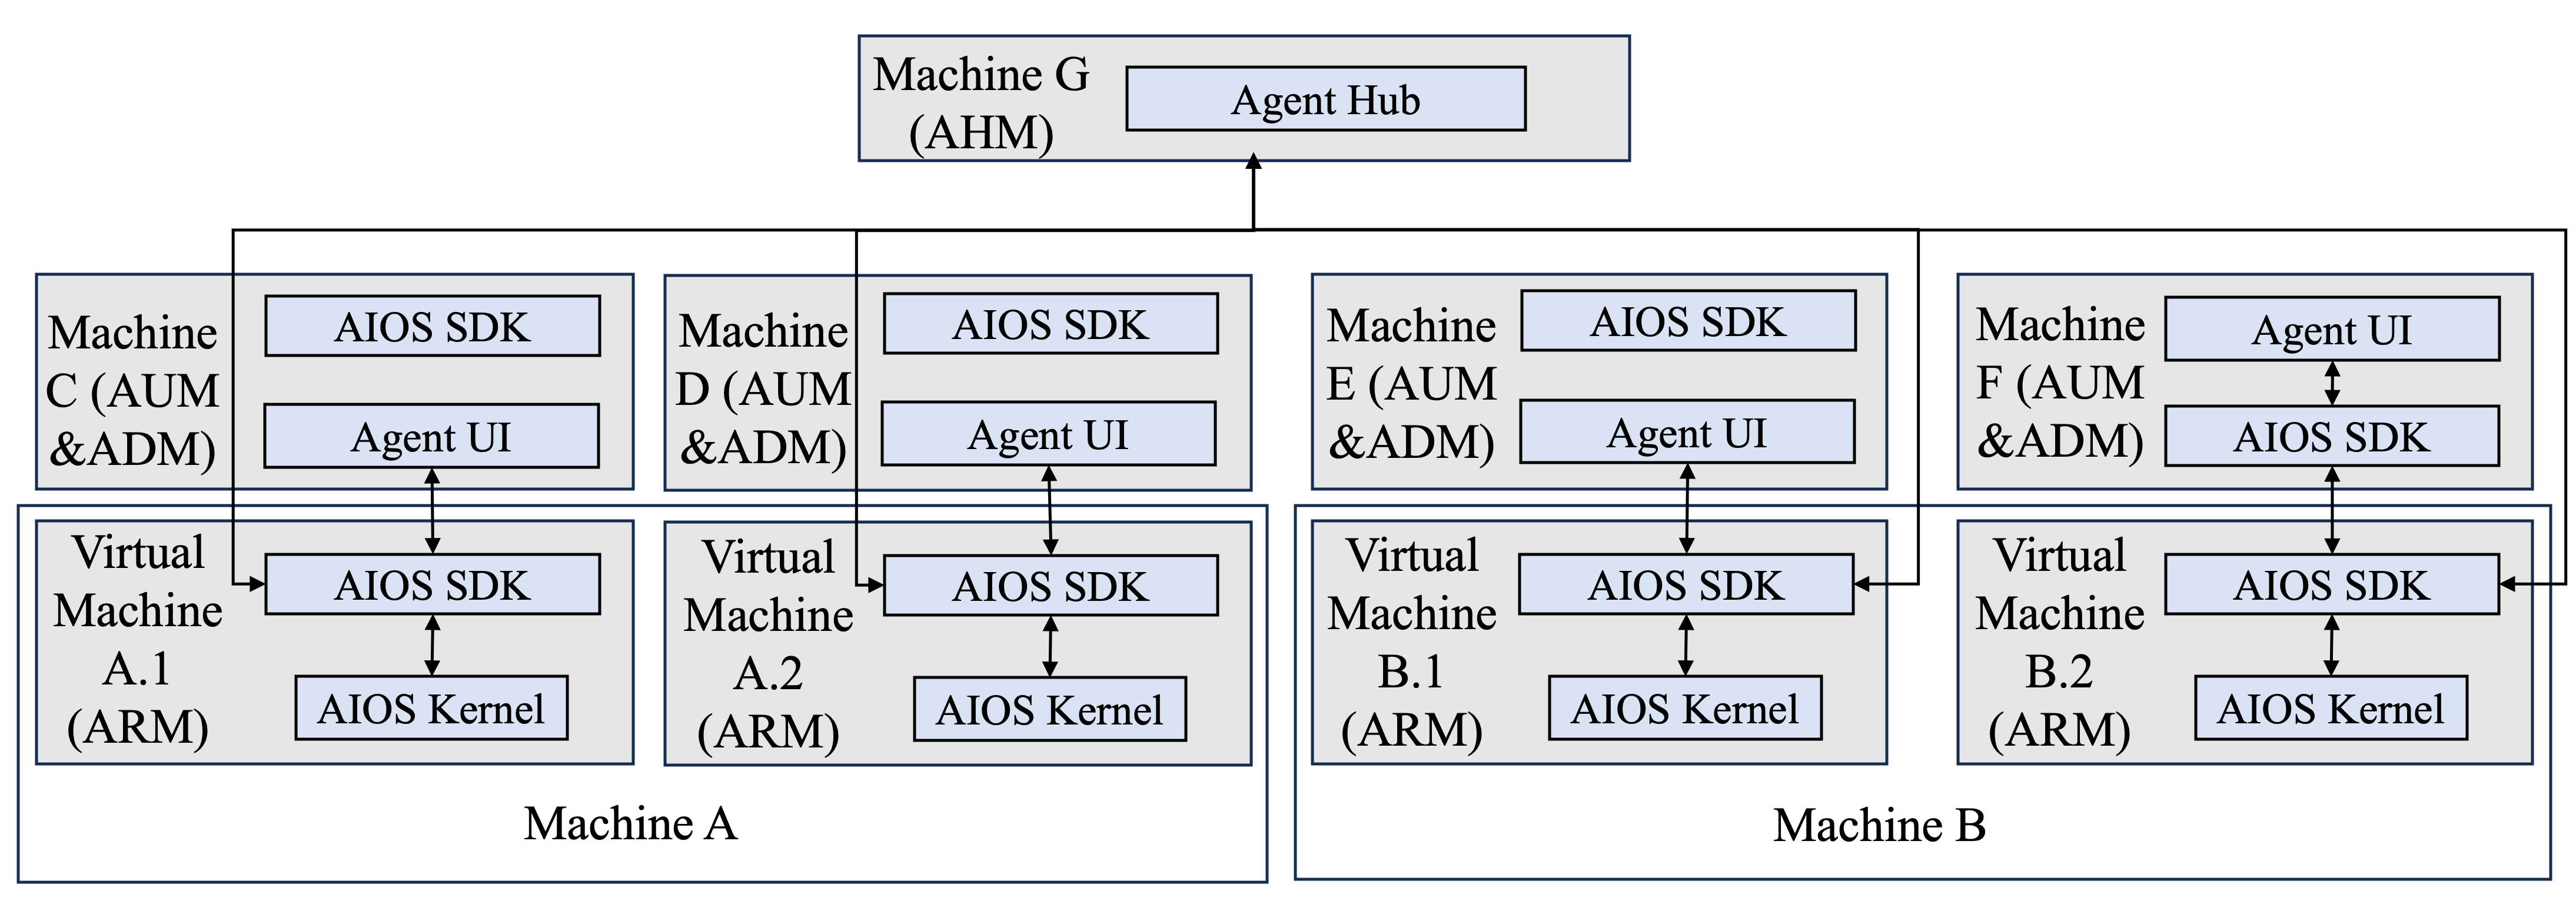 Machine G
(AHM)
Agent Hub
Machine
C (AUM
&ADM)
AIOS SDK
Agent UI
Machine
D (AUM
&ADM)
AIOS SDK
Agent UI
Machine
E (AUM
&ADM)
AIOS SDK
Agent UI
Machine
F (AUM
&ADM)
Agent UI
AIOS SDK
Virtual
Machine
A.1
(ARM)
AIOS SDK
AIOS Kernel
Virtual
Machine
A.2
(ARM)
AIOS SDK
AIOS Kernel
Machine A
Virtual
Machine
B.1
(ARM)
AIOS SDK
AIOS Kernel
Virtual
Machine
B.2
(ARM)
AIOS SDK
AIOS Kernel
Machine B